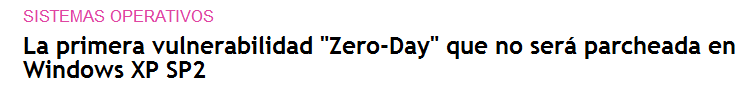 SISTEMAS OPERATIVOS
La primera vulnerabilidad "Zero-Day" que no será parcheada en
Windows XP SP2